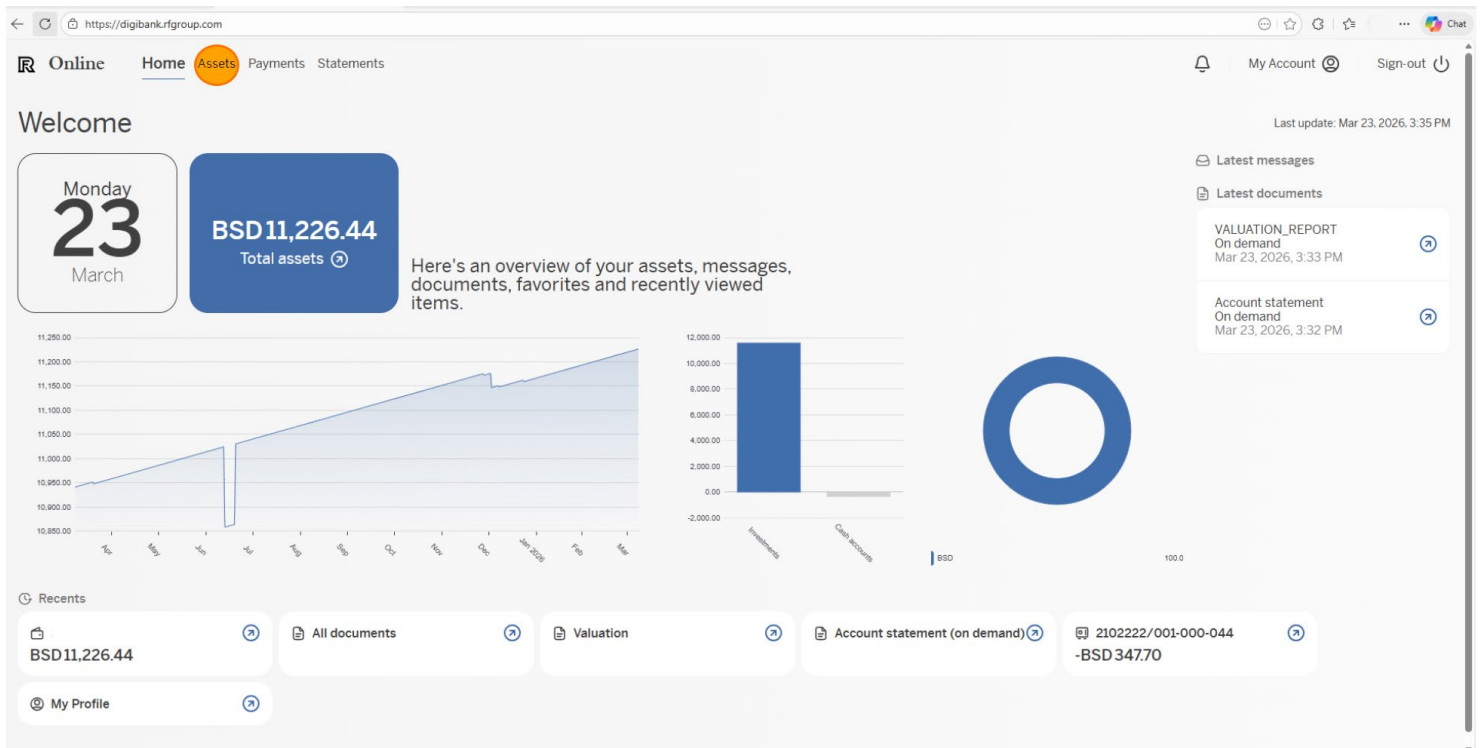 https://digibank.rfgroup.com
Chat
R Online
Home Assets Payments Statements
My Account
Sign-out
Welcome
Last update: Mar 23, 2026, 3:35 PM
Monday
23
March
BSD 11,226.44
Total assets
Here's an overview of your assets, messages,
documents, favorites and recently viewed
items.
Latest messages
Latest documents
VALUATION_REPORT
On demand
Mar 23, 2026, 3:33 PM
Account statement
On demand
Mar 23, 2026, 3:32 PM
11,250.00
11,200.00
11,150.00
11,100.00
11,050.00
11,000.00
10,950.00
10,900.00
10,850.00
Apr May Jun Jul Aug Sep Oct Nov Dec Jan 2026 Feb Mar
12,000.00
10,000.00
8,000.00
6,000.00
4,000.00
2,000.00
0.00
-2,000.00
Investments Cash accounts
BSD 100.0
Recents
BSD 11,226.44
All documents
Valuation
Account statement (on demand)
2102222/001-000-044
-BSD 347.70
My Profile